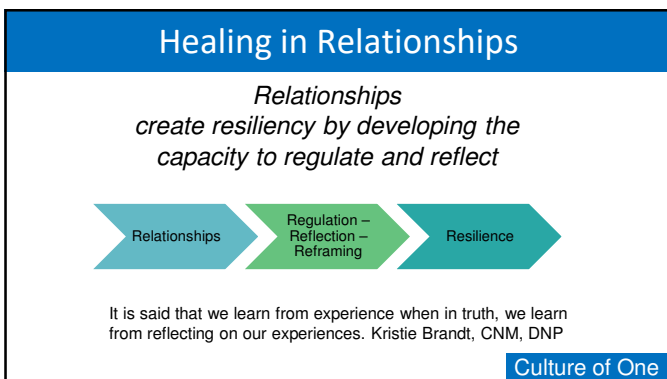 Healing in Relationships
Relationships
create resiliency by developing the
capacity to regulate and reflect
Relationships
Regulation –
Reflection –
Reframing
Resilience
It is said that we learn from experience when in truth, we learn
from reflecting on our experiences. Kristie Brandt, CNM, DNP
Culture of One